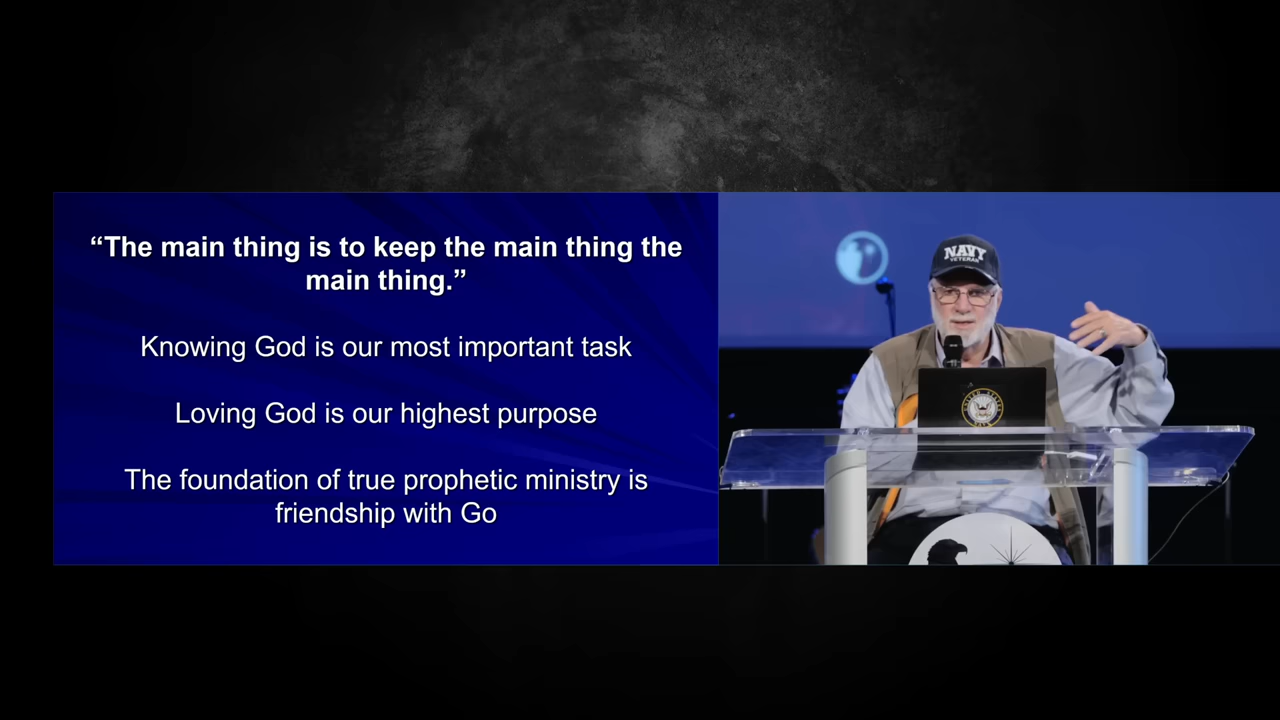 “The main thing is to keep the main thing the
main thing.”
Knowing God is our most important task
Loving God is our highest purpose
The foundation of true prophetic ministry is
friendship with Go
NAVY
VETERAN